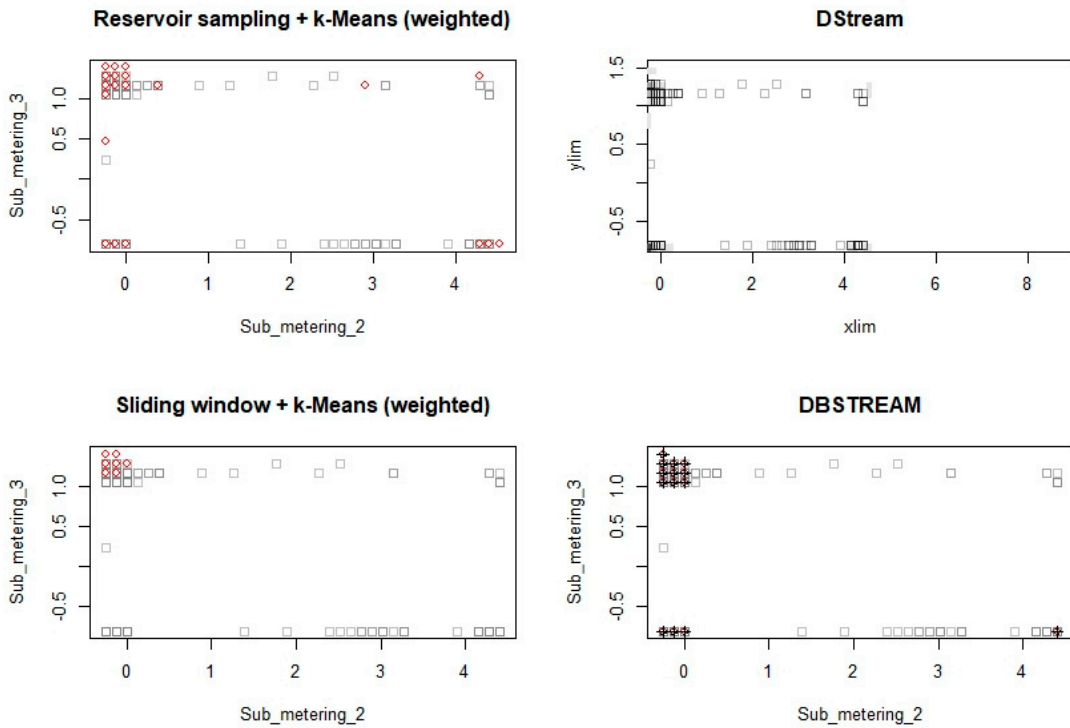 Reservoir sampling + k-Means (weighted)
Sub_metering_3
1.0
0.5
-0.5
0 1 2 3 4
Sub_metering_2
DStream
ylim
1.5
0.5
-0.5
0 2 4 6 8
xlim
Sliding window + k-Means (weighted)
Sub_metering_3
1.0
0.5
-0.5
0 1 2 3 4
Sub_metering_2
DBSTREAM
Sub_metering_3
1.0
0.5
-0.5
0 1 2 3 4
Sub_metering_2